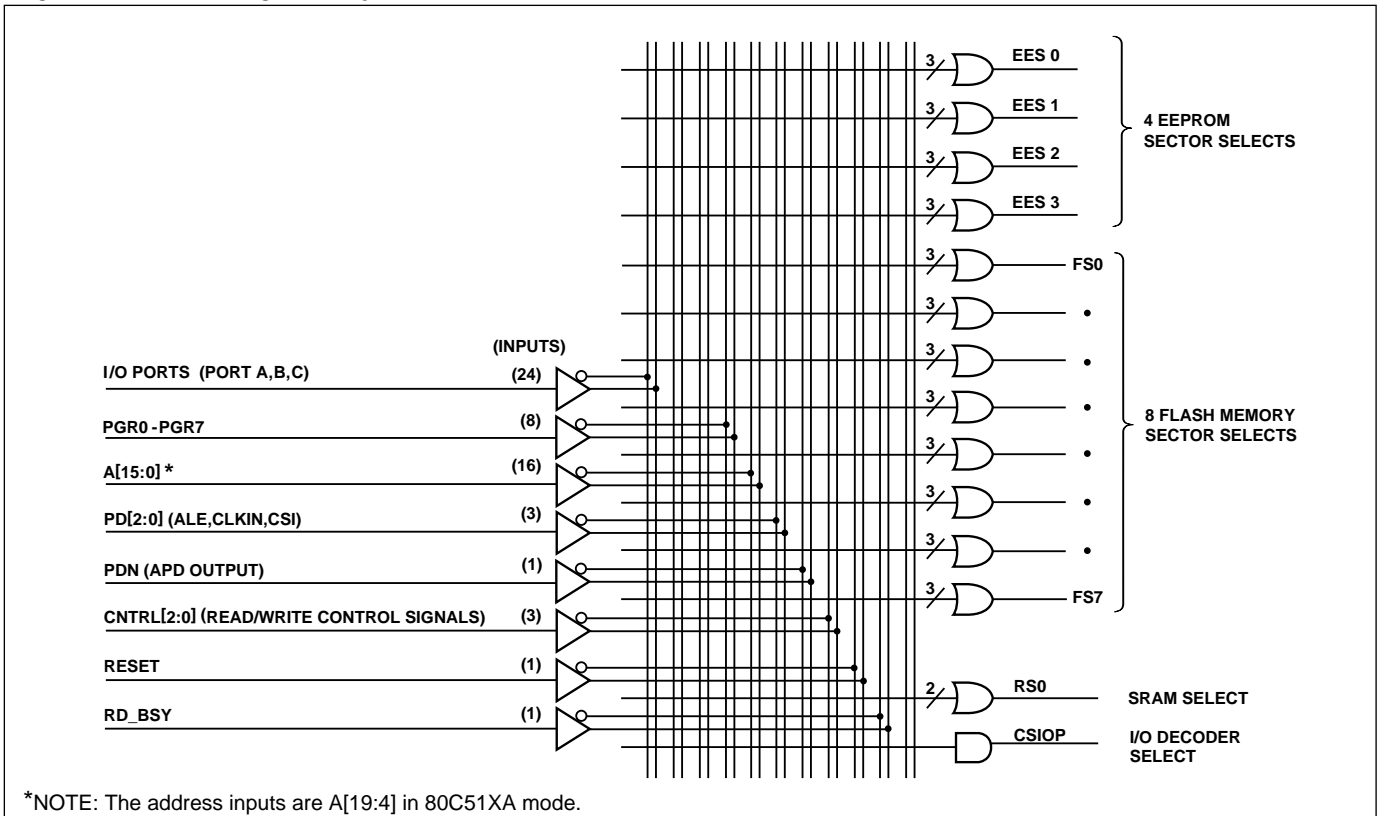 3 EES 0
3 EES 1
4 EEPROM
SECTOR SELECTS
3 EES 2
3 EES 3
3 FS0
3
(INPUTS)
3
I/O PORTS (PORT A,B,C) (24)
3
8 FLASH MEMORY
SECTOR SELECTS
PGR0 -PGR7 (8)
3
A[15:0] * (16)
3
PD[2:0] (ALE,CLKIN,CSI) (3)
3
PDN (APD OUTPUT) (1)
3 FS7
CNTRL[2:0] (READ/WRITE CONTROL SIGNALS) (3)
RESET (1)
2 RS0 SRAM SELECT
RD_BSY (1)
CSIOP I/O DECODER
SELECT
*NOTE: The address inputs are A[19:4] in 80C51XA mode.